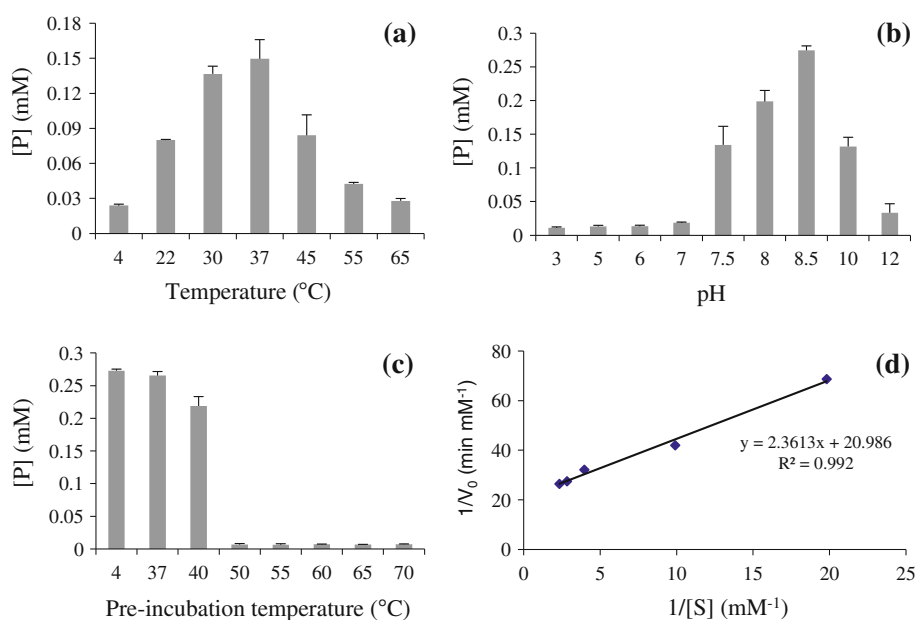 (a)
[P] (mM)
0.18
0.15
0.12
0.09
0.06
0.03
0
4 22 30 37 45 55 65
Temperature (°C)
(b)
[P] (mM)
0.3
0.25
0.2
0.15
0.1
0.05
0
3 5 6 7 7.5 8 8.5 10 12
pH
(c)
[P] (mM)
0.3
0.25
0.2
0.15
0.1
0.05
0
4 37 40 50 55 60 65 70
Pre-incubation temperature (°C)
(d)
1/V0 (min mM-1)
80
60
40
20
0
y = 2.3613x + 20.986
R² = 0.992
0 5 10 15 20 25
1/[S] (mM-1)